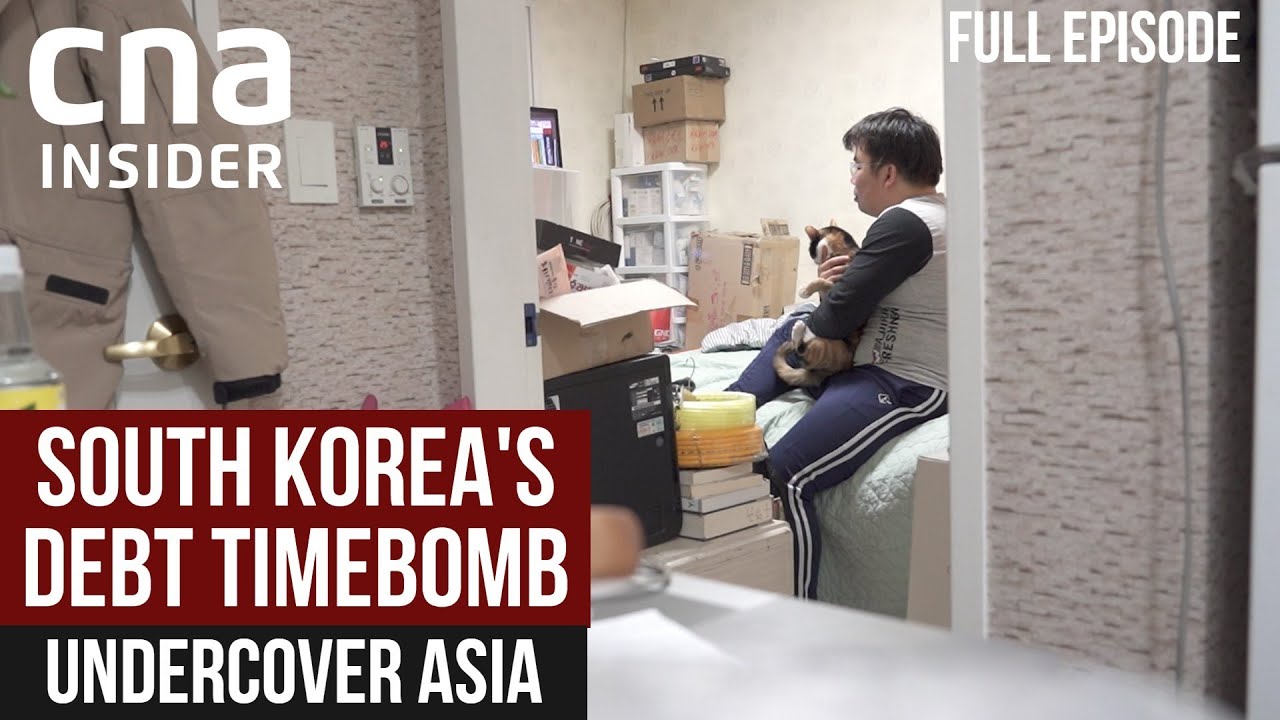 cna
INSIDER
FULL EPISODE
SOUTH KOREA'S
DEBT TIMEBOMB
UNDERCOVER ASIA